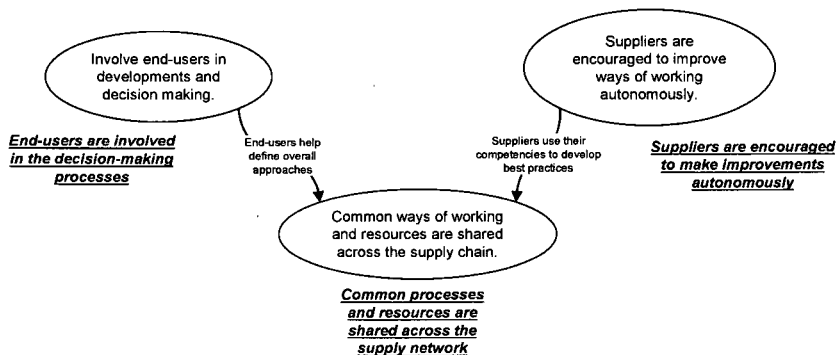 Involve end-users in
developments and
decision making.
Suppliers are
encouraged to improve
ways of working
autonomously.
End-users are involved
in the decision-making
processes
End-users help
define overall
approaches
Suppliers use their
competencies to develop
best practices
Suppliers are encouraged
to make improvements
autonomously
Common ways of working
and resources are shared
across the supply chain.
Common processes
and resources are
shared across the
supply network